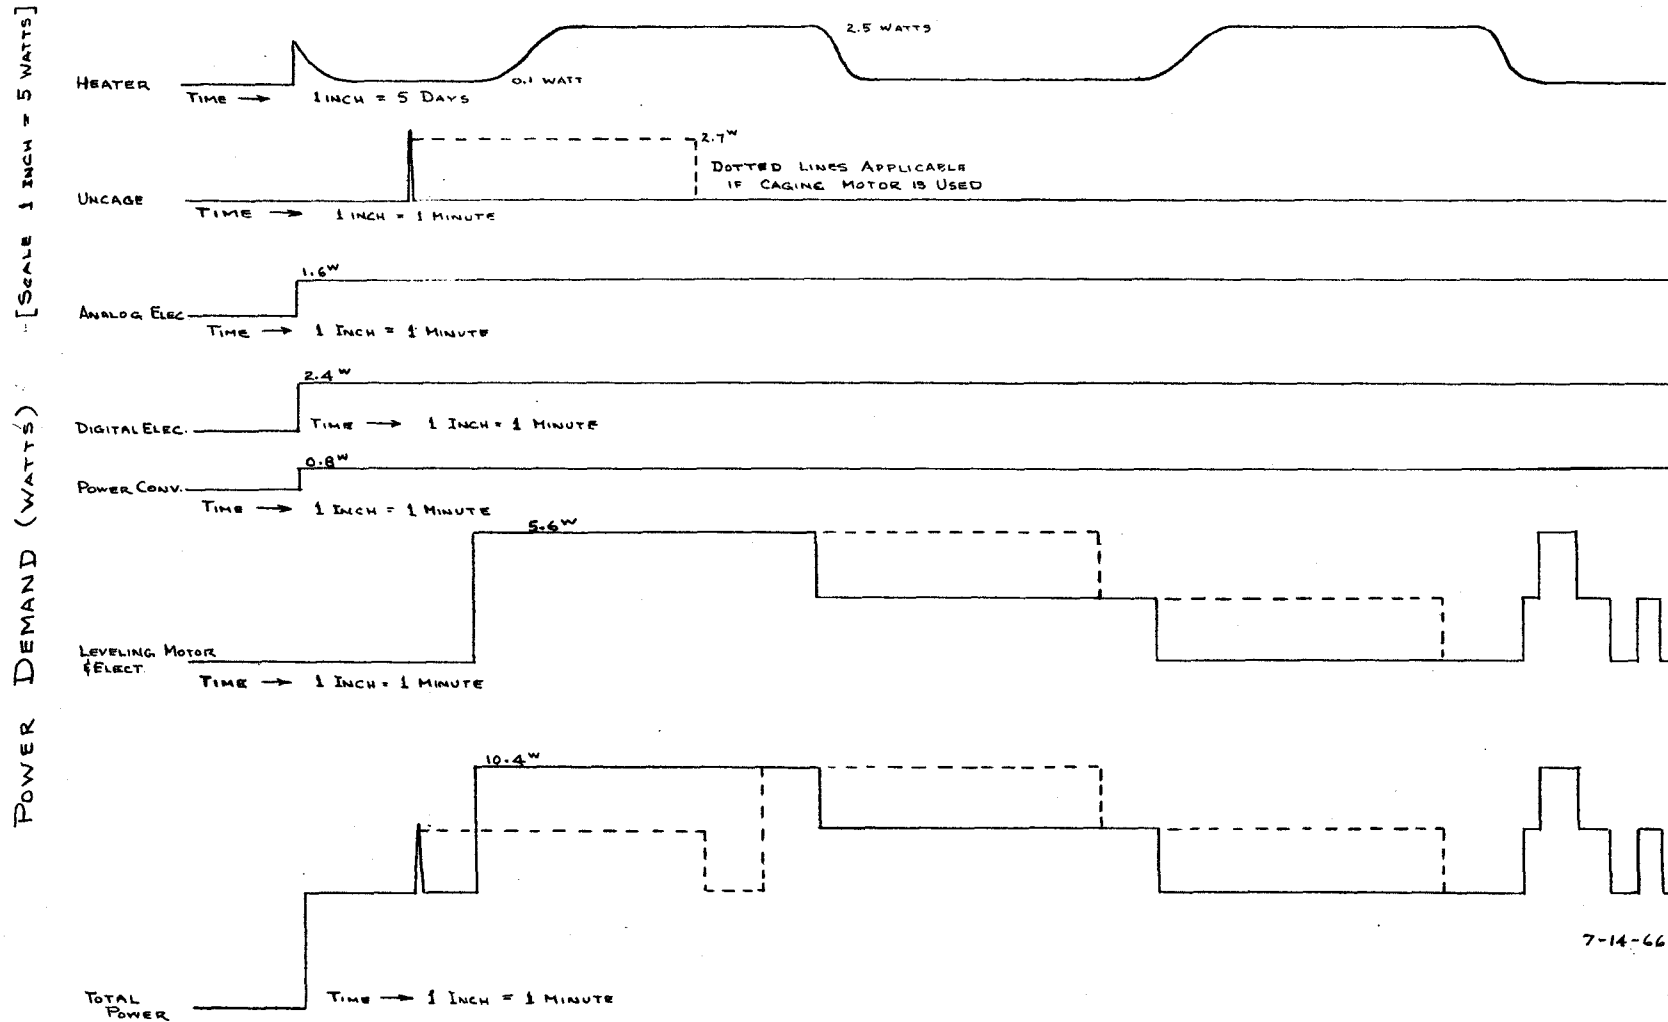 POWER DEMAND (WATTS) [SCALE 1 INCH = 5 WATTS]
2.5 WATTS
HEATER
0.1 WATT
TIME → 1 INCH = 5 DAYS
2.7W
DOTTED LINES APPLICABLE
IF CAGING MOTOR IS USED
UNCAGE
TIME → 1 INCH = 1 MINUTE
1.6W
ANALOG ELEC
TIME → 1 INCH = 1 MINUTE
2.4W
DIGITAL ELEC.
TIME → 1 INCH = 1 MINUTE
0.8W
POWER CONV.
TIME → 1 INCH = 1 MINUTE
5.6W
LEVELING MOTOR
& ELECT.
TIME → 1 INCH = 1 MINUTE
10.4W
7-14-66
TOTAL
POWER
TIME → 1 INCH = 1 MINUTE